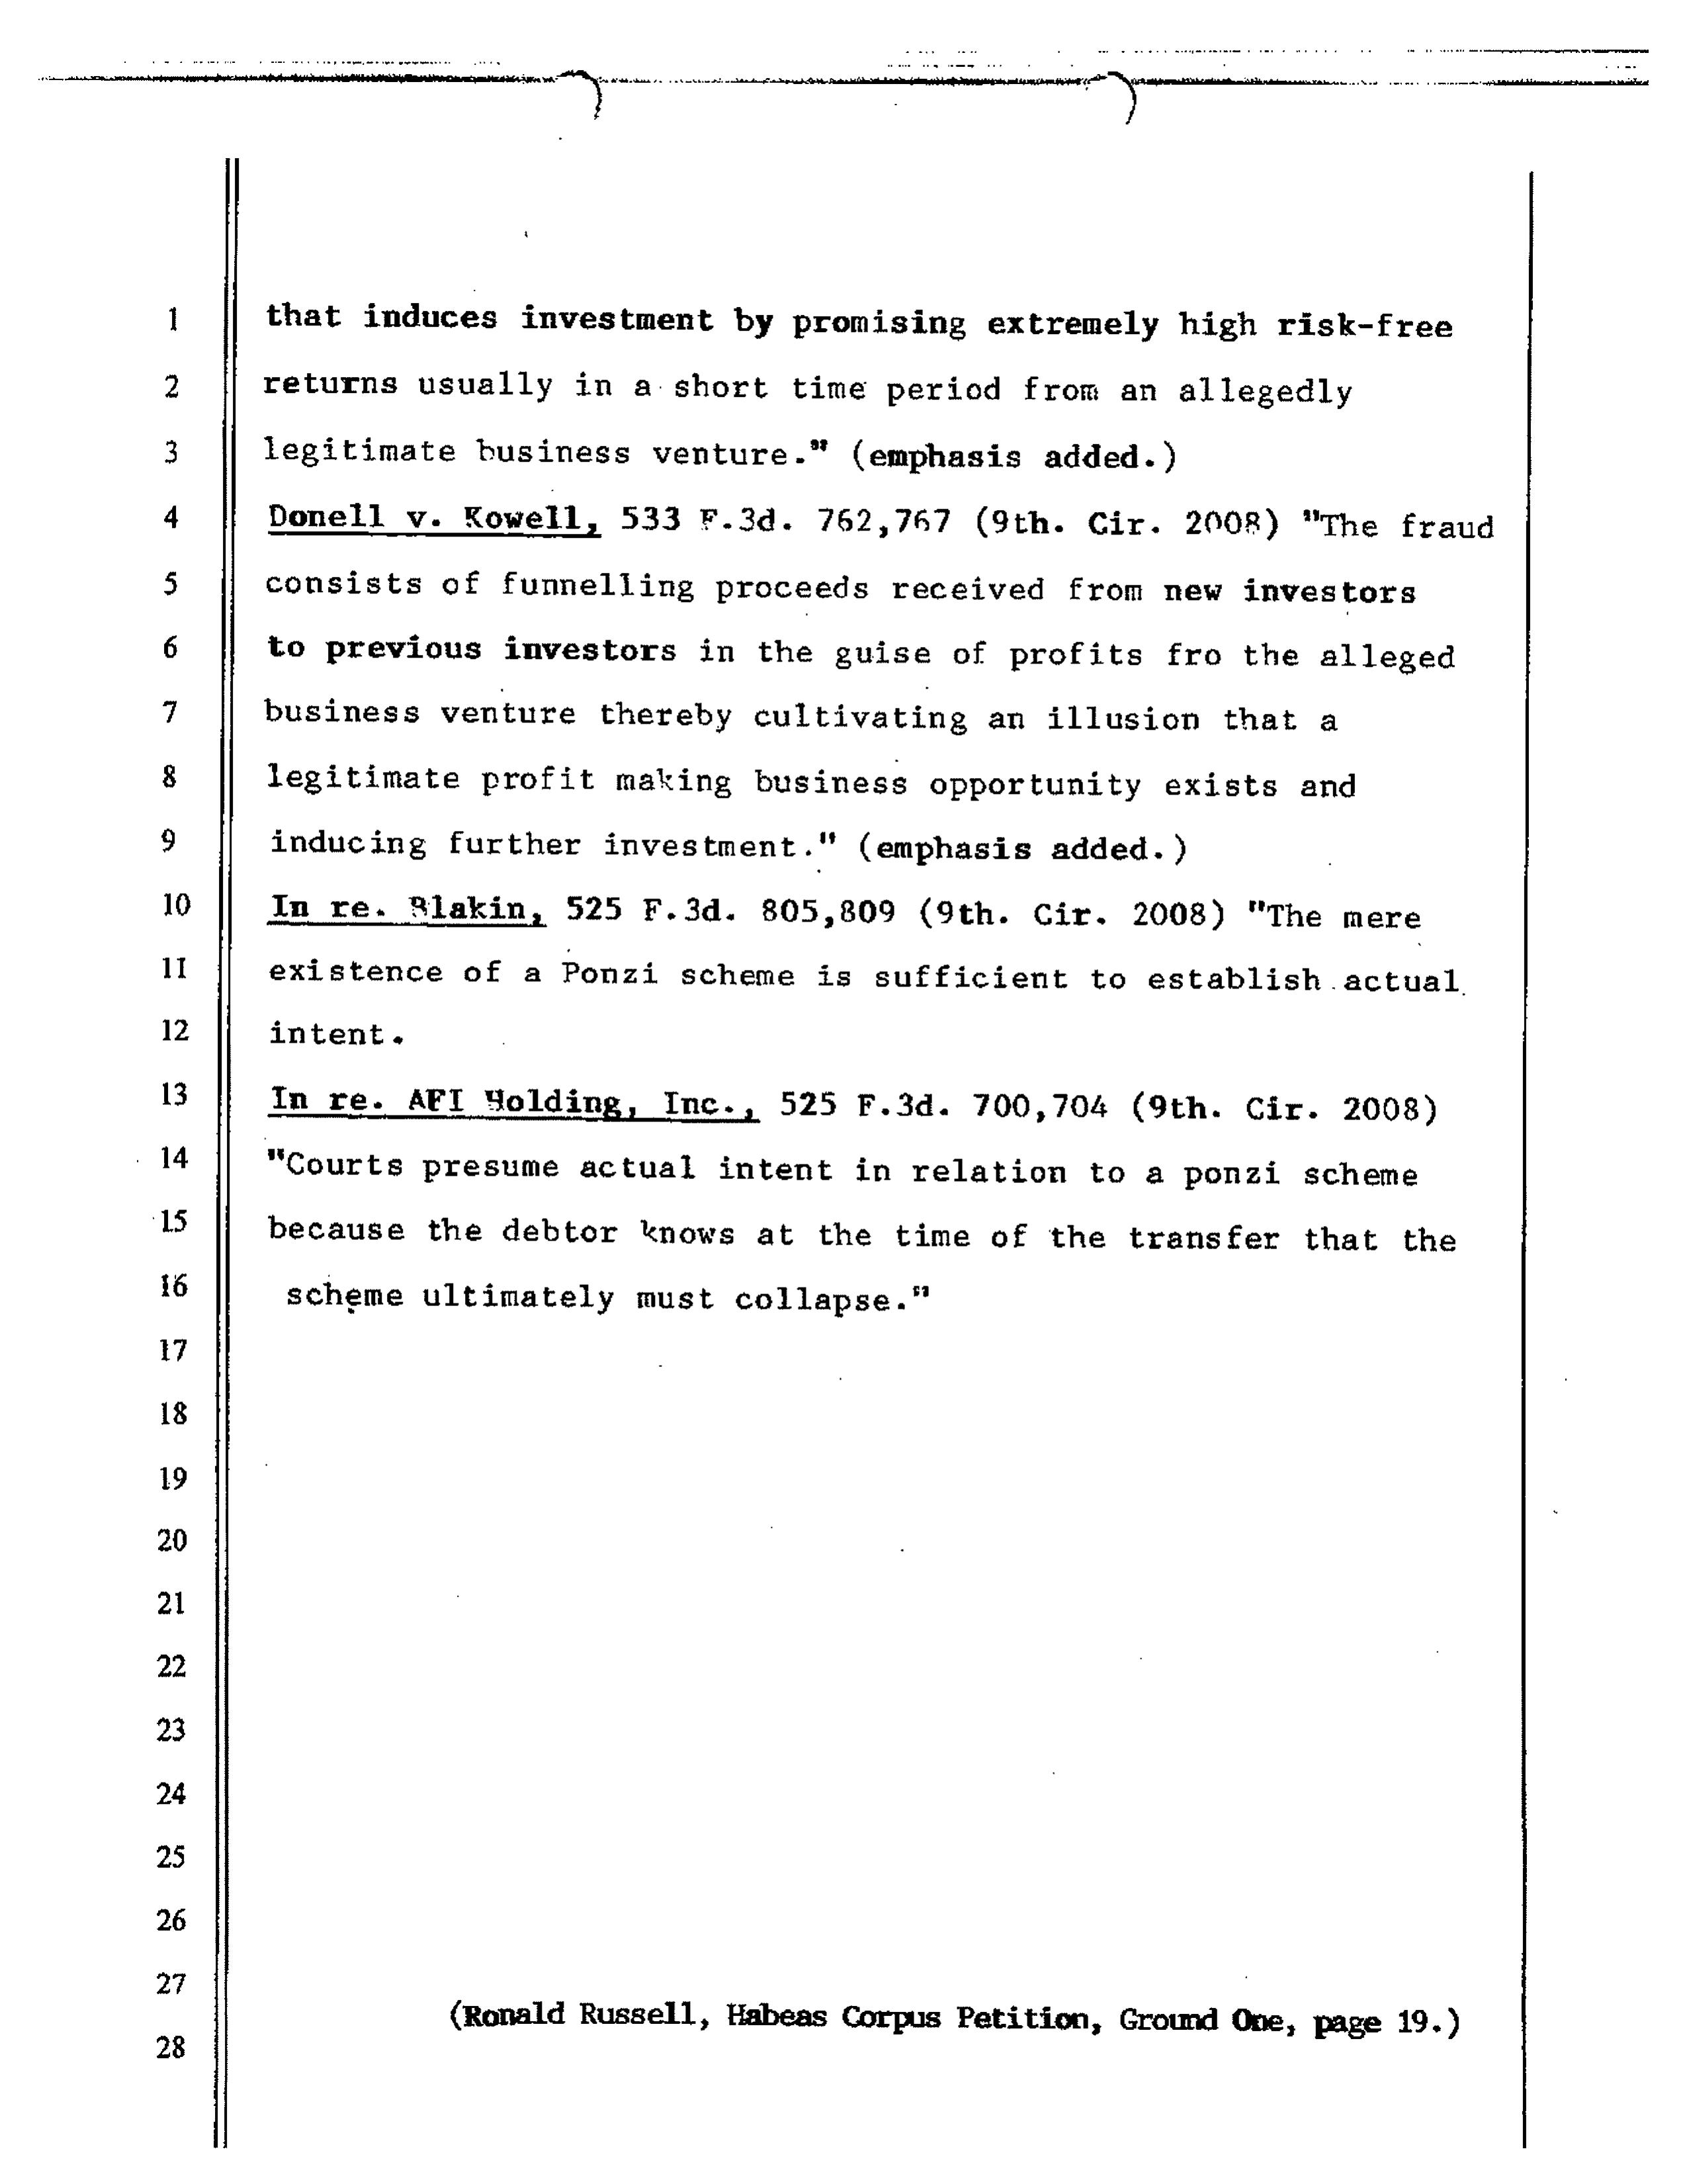 1 that induces investment by promising extremely high risk-free
2 returns usually in a short time period from an allegedly
3 legitimate business venture." (emphasis added.)
4 Donell v. Kowell, 533 F.3d. 762,767 (9th. Cir. 2008) "The fraud
5 consists of funnelling proceeds received from new investors
6 to previous investors in the guise of profits fro the alleged
7 business venture thereby cultivating an illusion that a
8 legitimate profit making business opportunity exists and
9 inducing further investment." (emphasis added.)
10 In re. Blakin, 525 F.3d. 805,809 (9th. Cir. 2008) "The mere
11 existence of a Ponzi scheme is sufficient to establish actual
12 intent.
13 In re. AFI Holding, Inc., 525 F.3d. 700,704 (9th. Cir. 2008)
14 "Courts presume actual intent in relation to a ponzi scheme
15 because the debtor knows at the time of the transfer that the
16 scheme ultimately must collapse."
17
18
19
20
21
22
23
24
25
26
27
(Ronald Russell, Habeas Corpus Petition, Ground One, page 19.)
28